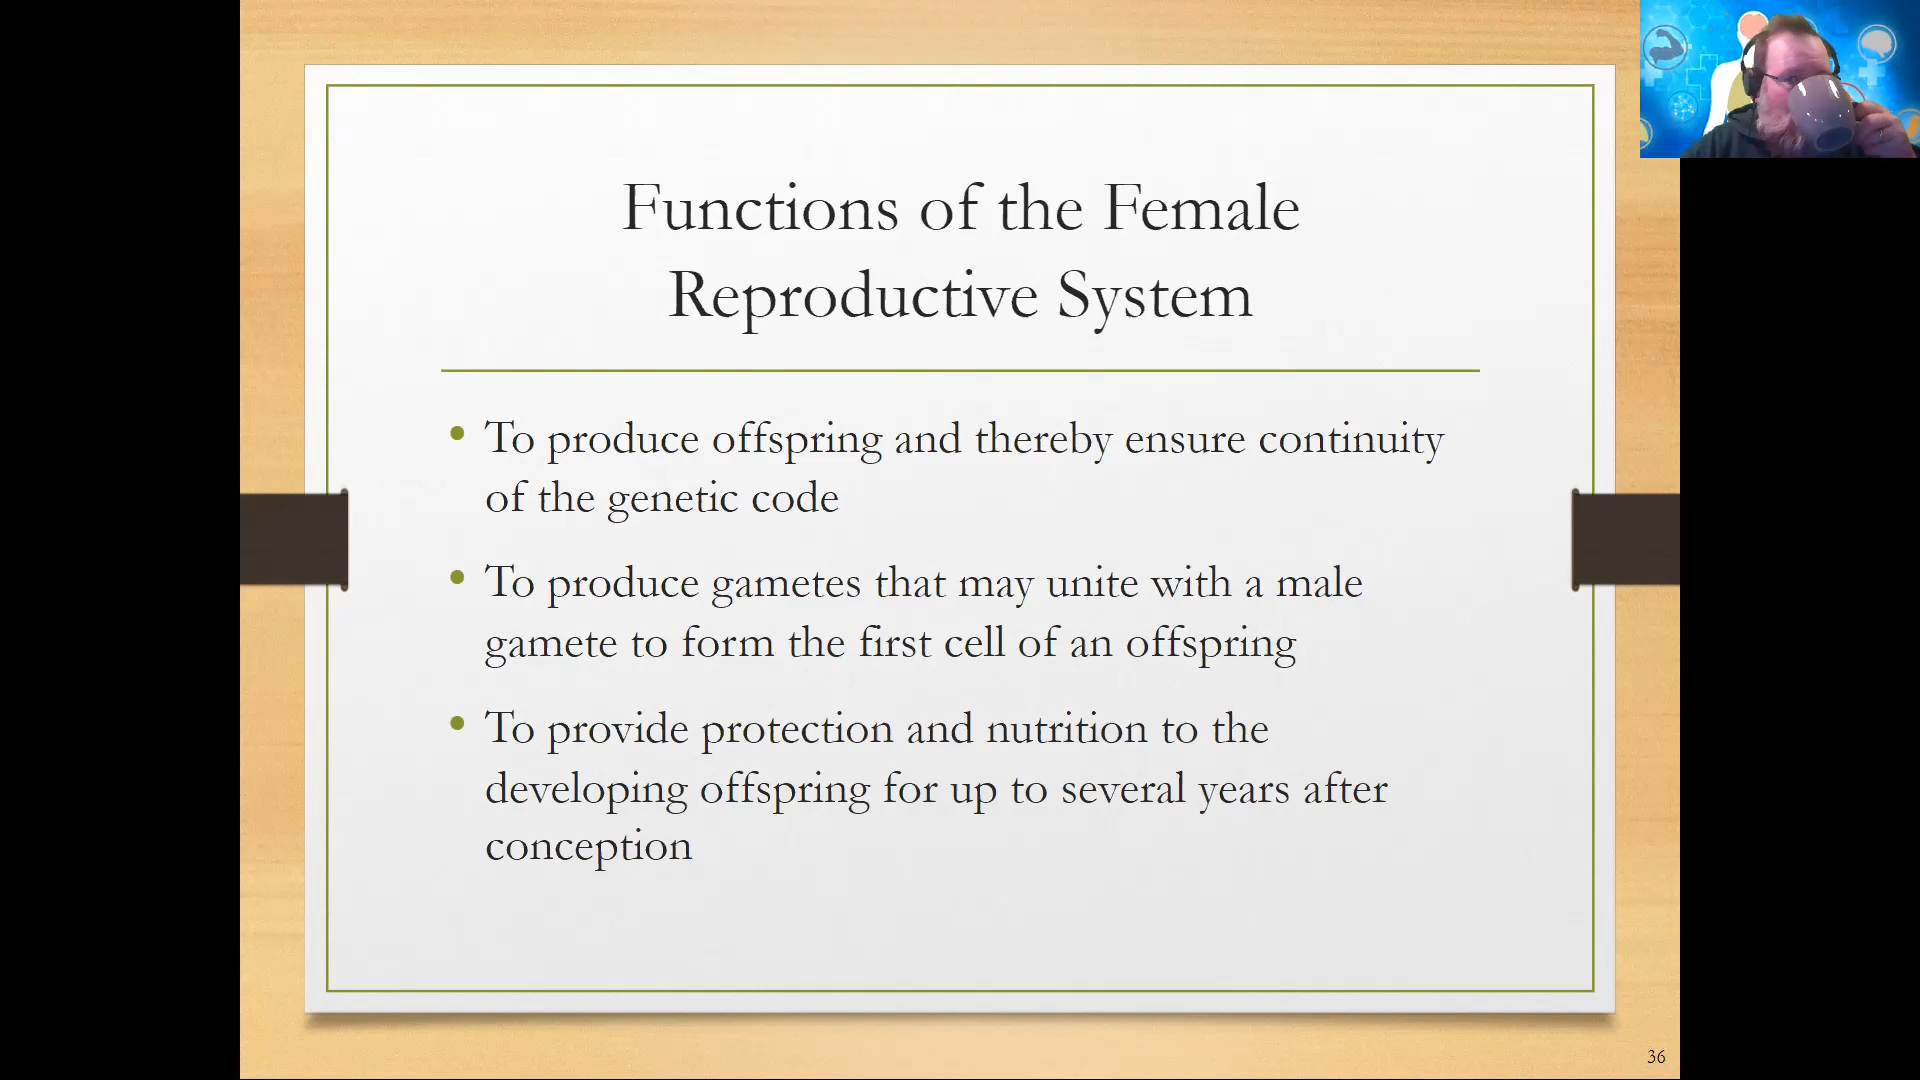 Functions of the Female
Reproductive System
• To produce offspring and thereby ensure continuity
of the genetic code
• To produce gametes that may unite with a male
gamete to form the first cell of an offspring
• To provide protection and nutrition to the
developing offspring for up to several years after
conception
36